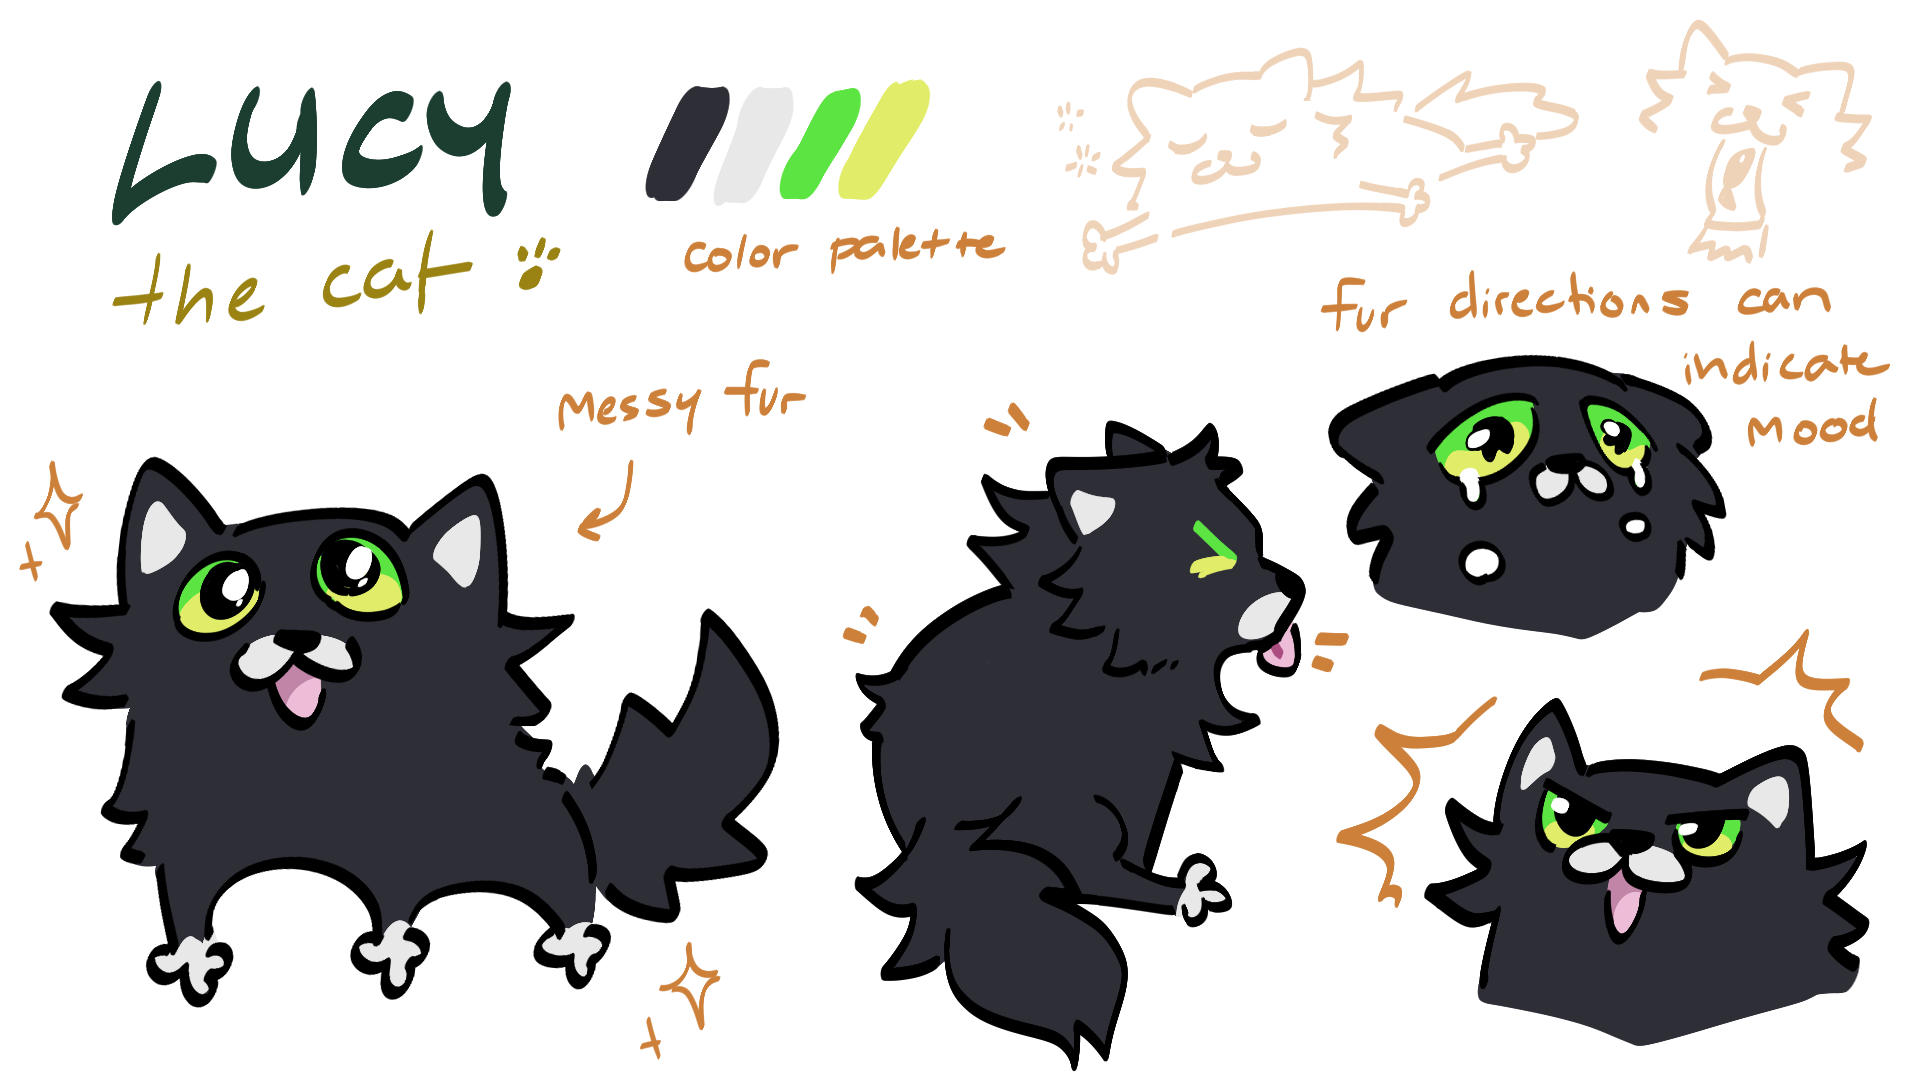 Lucy
the cat
color palette
Messy fur
fur directions can
indicate
mood